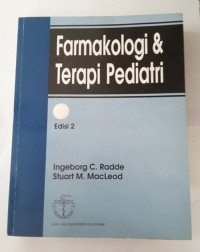 Farmakologi &
Terapi Pediatri
Edisi 2
Ingeborg C. Radde
Stuart M. MacLeod